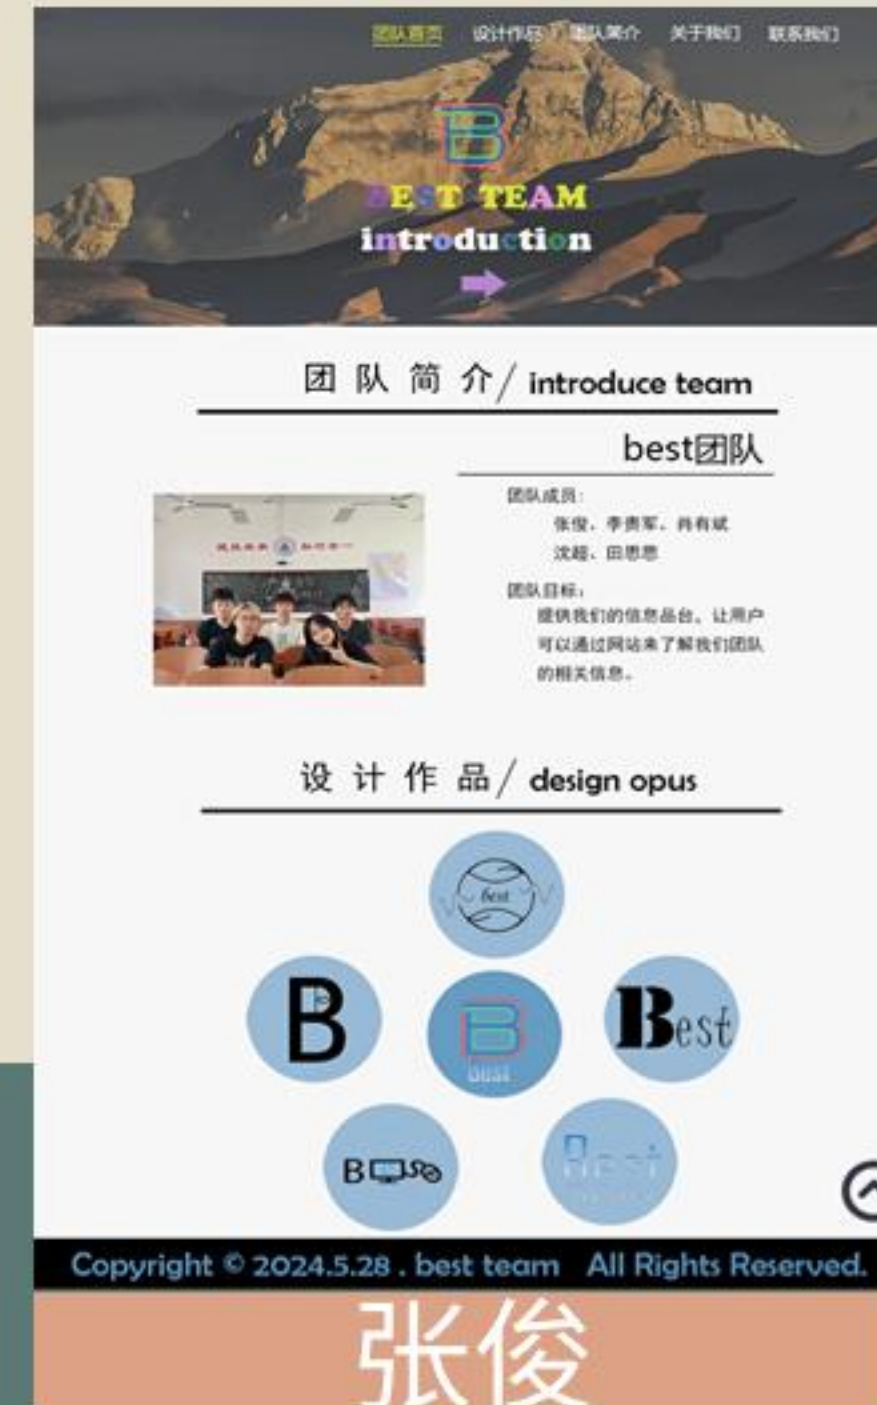 团队首页 设计作品 团队简介 关于我们 联系我们
B
BEST TEAM
introduction
团队简介/ introduce team
best团队
团队成员：
张俊、李贵军、肖有斌
沈超、田思思
团队目标：
提供我们的信息品台，让用户
可以通过网站来了解我们团队
的相关信息。
设计作品/ design opus
best
B
B
best
Best
B
Best
Copyright © 2024.5.28 . best team All Rights Reserved.
张俊